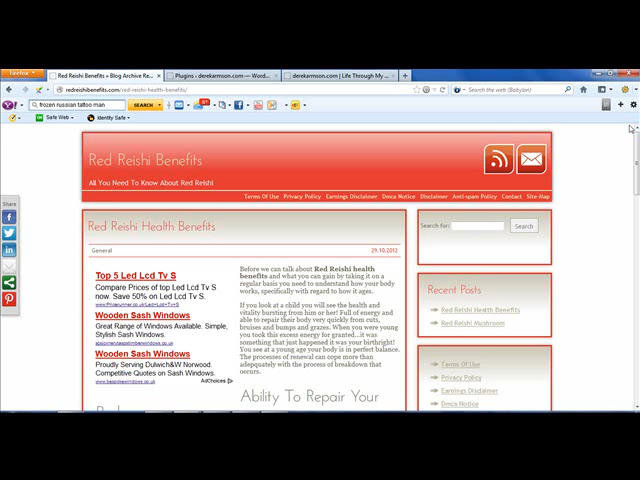 Firefox
Red Reishi Benefits » Blog Archive Re...
Plugins - derekarmson.com — Word...
derekarmson.com | Life Through My ...
redreishibenefits.com/red-reishi-health-benefits/
Search the web (Babylon)
frozen russian tattoo man
SEARCH
Safe Web
Identity Safe
Share
Red Reishi Benefits
All You Need To Know About Red Reishi
Terms Of Use Privacy Policy Earnings Disclaimer Dmca Notice Disclaimer Anti-spam Policy Contact Site-Map
Red Reishi Health Benefits
General 29.10.2012
Top 5 Led Lcd Tv S
Compare Prices of top Led Lcd Tv S
now. Save 50% on Led Lcd Tv S.
Wooden Sash Windows
Great Range of Windows Available. Simple,
Stylish Sash Windows.
Wooden Sash Windows
Proudly Serving Dulwich&W Norwood.
Competitive Quotes on Sash Windows.
www.bespokewindows.co.uk
AdChoices
Before we can talk about Red Reishi health
benefits and what you can gain by taking it on a
regular basis you need to understand how your body
works, specifically with regard to how it ages.
If you look at a child you will see the health and
vitality bursting from him or her! Full of energy and
able to repair their body very quickly from cuts,
bruises and bumps and grazes. When you were young
you took this excess energy for granted...it was
something that just happened it was your birthright!
You see at a young age your body is in perfect balance.
The processes of renewal can cope more than
adepquately with the process of breakdown that
occurs.
Ability To Repair Your
Search for:
Search
Recent Posts
Red Reishi Health Benefits
Red Reishi Mushroom
Terms Of Use
Privacy Policy
Earnings Disclaimer
Dmca Notice